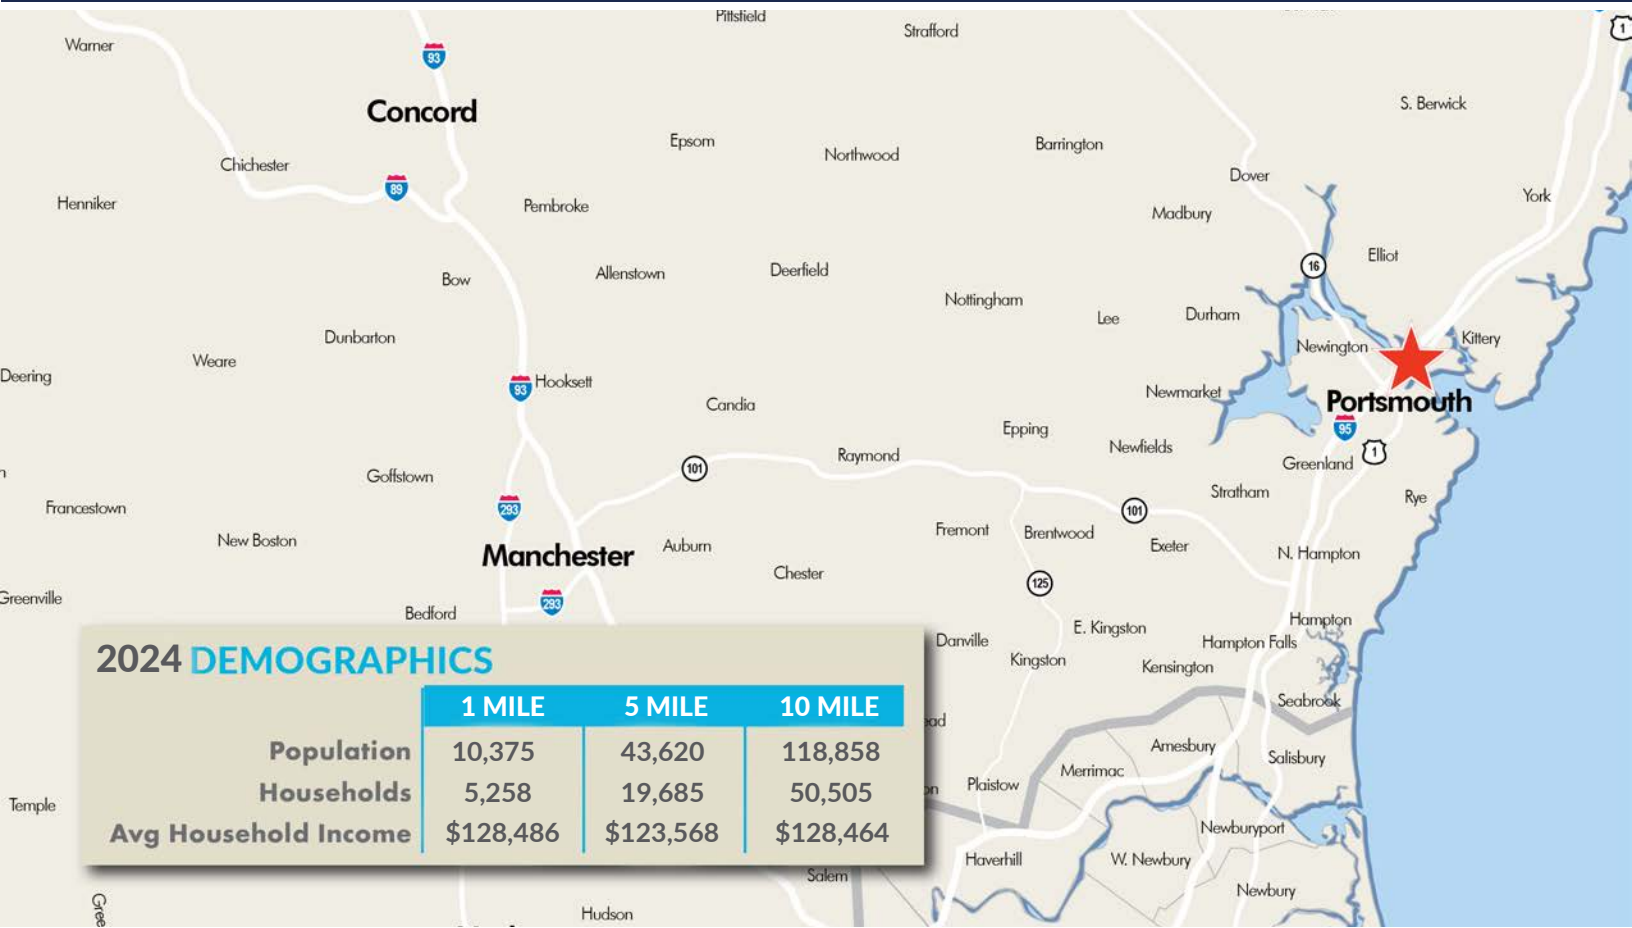 Pittsfield
Strafford
1
Warner
93
S. Berwick
Concord
Epsom
Barrington
Northwood
Chichester
Dover
89
York
Henniker
Pembroke
Madbury
Elliot
16
Allenstown
Deerfield
Bow
Nottingham
Lee
Durham
Dunbarton
Kittery
Newington
Weare
Deering
93
Hooksett
Newmarket
Portsmouth
Candia
95
Epping
Newfields
1
Raymond
Greenland
101
Goffstown
Stratham
Rye
293
Francestown
101
Fremont
Brentwood
New Boston
Auburn
Exeter
N. Hampton
Manchester
Chester
125
Greenville
293
Bedford
Hampton
E. Kingston
Danville
Hampton Falls
Kingston
Kensington
Seabrook
2024 DEMOGRAPHICS
1 MILE 5 MILE 10 MILE
Population 10,375 43,620 118,858
Households 5,258 19,685 50,505
Avg Household Income $128,486 $123,568 $128,464
Amesbury
Salisbury
Merrimac
Plaistow
Temple
Newburyport
Haverhill
W. Newbury
Salem
Newbury
Hudson